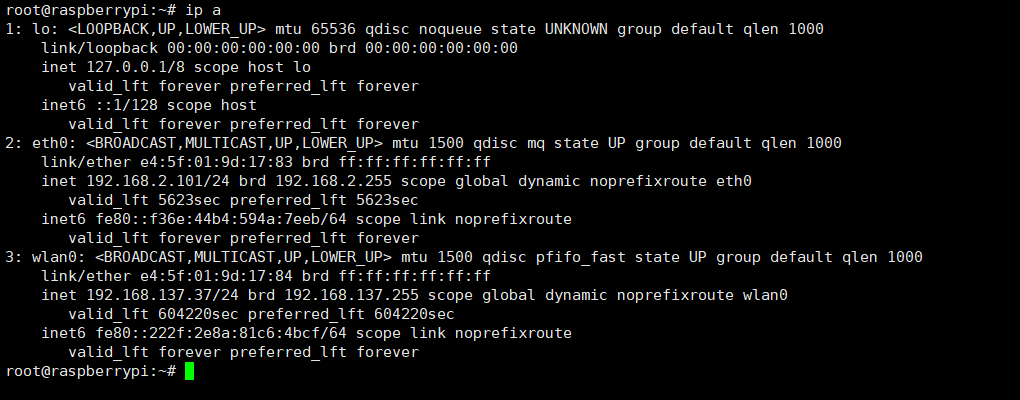 root@raspberrypi:~# ip a
1: lo: <LOOPBACK,UP,LOWER_UP> mtu 65536 qdisc noqueue state UNKNOWN group default qlen 1000
    link/loopback 00:00:00:00:00:00 brd 00:00:00:00:00:00
    inet 127.0.0.1/8 scope host lo
       valid_lft forever preferred_lft forever
    inet6 ::1/128 scope host
       valid_lft forever preferred_lft forever
2: eth0: <BROADCAST,MULTICAST,UP,LOWER_UP> mtu 1500 qdisc mq state UP group default qlen 1000
    link/ether e4:5f:01:9d:17:83 brd ff:ff:ff:ff:ff:ff
    inet 192.168.2.101/24 brd 192.168.2.255 scope global dynamic noprefixroute eth0
       valid_lft 5623sec preferred_lft 5623sec
    inet6 fe80::f36e:44b4:594a:7eeb/64 scope link noprefixroute
       valid_lft forever preferred_lft forever
3: wlan0: <BROADCAST,MULTICAST,UP,LOWER_UP> mtu 1500 qdisc pfifo_fast state UP group default qlen 1000
    link/ether e4:5f:01:9d:17:84 brd ff:ff:ff:ff:ff:ff
    inet 192.168.137.37/24 brd 192.168.137.255 scope global dynamic noprefixroute wlan0
       valid_lft 604220sec preferred_lft 604220sec
    inet6 fe80::222f:2e8a:81c6:4bcf/64 scope link noprefixroute
       valid_lft forever preferred_lft forever
root@raspberrypi:~#